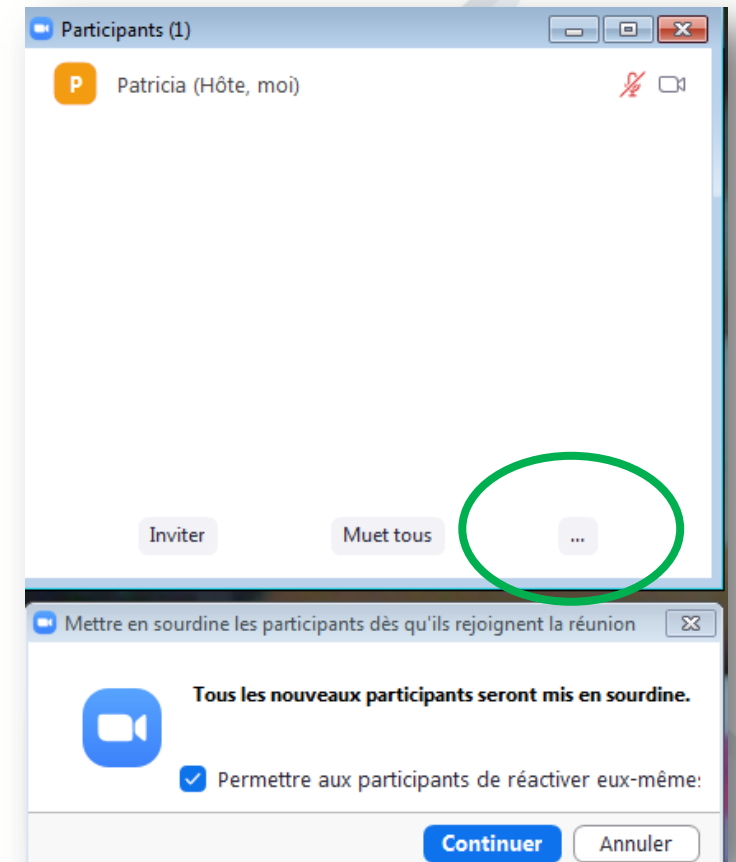 Participants (1)
P Patricia (Hôte, moi)
Inviter Muet tous ...
Mettre en sourdine les participants dès qu'ils rejoignent la réunion
Tous les nouveaux participants seront mis en sourdine.
Permettre aux participants de réactiver eux-même:
Continuer Annuler